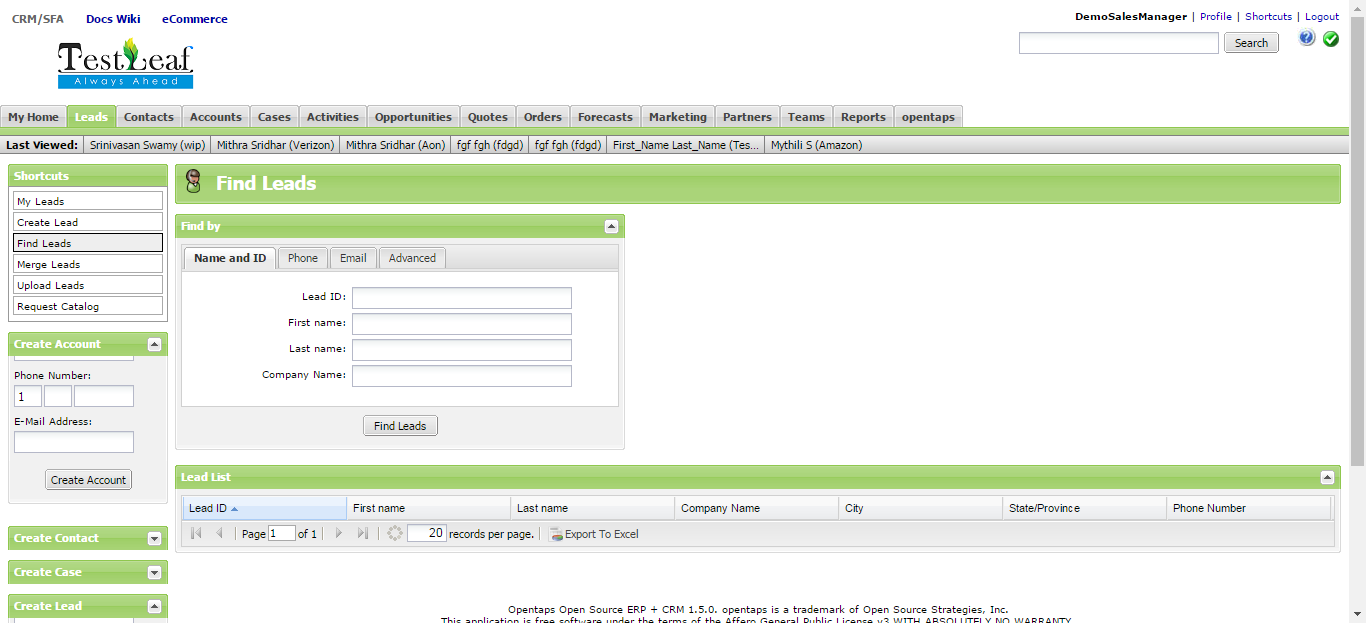 CRM/SFA Docs Wiki eCommerce
DemoSalesManager | Profile | Shortcuts | Logout
TestLeaf
Always Ahead
Search
My Home Leads Contacts Accounts Cases Activities Opportunities Quotes Orders Forecasts Marketing Partners Teams Reports opentaps
Last Viewed: Srinivasan Swamy (wip) Mithra Sridhar (Verizon) Mithra Sridhar (Aon) fgf fgh (fdgd) fgf fgh (fdgd) First_Name Last_Name (Tes... Mythili S (Amazon)
Shortcuts
My Leads
Create Lead
Find Leads
Merge Leads
Upload Leads
Request Catalog
Create Account
Phone Number:
1
E-Mail Address:
Create Account
Create Contact
Create Case
Create Lead
Find Leads
Find by
Name and ID Phone Email Advanced
Lead ID:
First name:
Last name:
Company Name:
Find Leads
Lead List
Lead ID First name Last name Company Name City State/Province Phone Number
Page 1 of 1 20 records per page. Export To Excel
Opentaps Open Source ERP + CRM 1.5.0. opentaps is a trademark of Open Source Strategies, Inc.
This application is free software under the terms of the Affero General Public License v3 WITH ABSOLUTELY NO WARRANTY